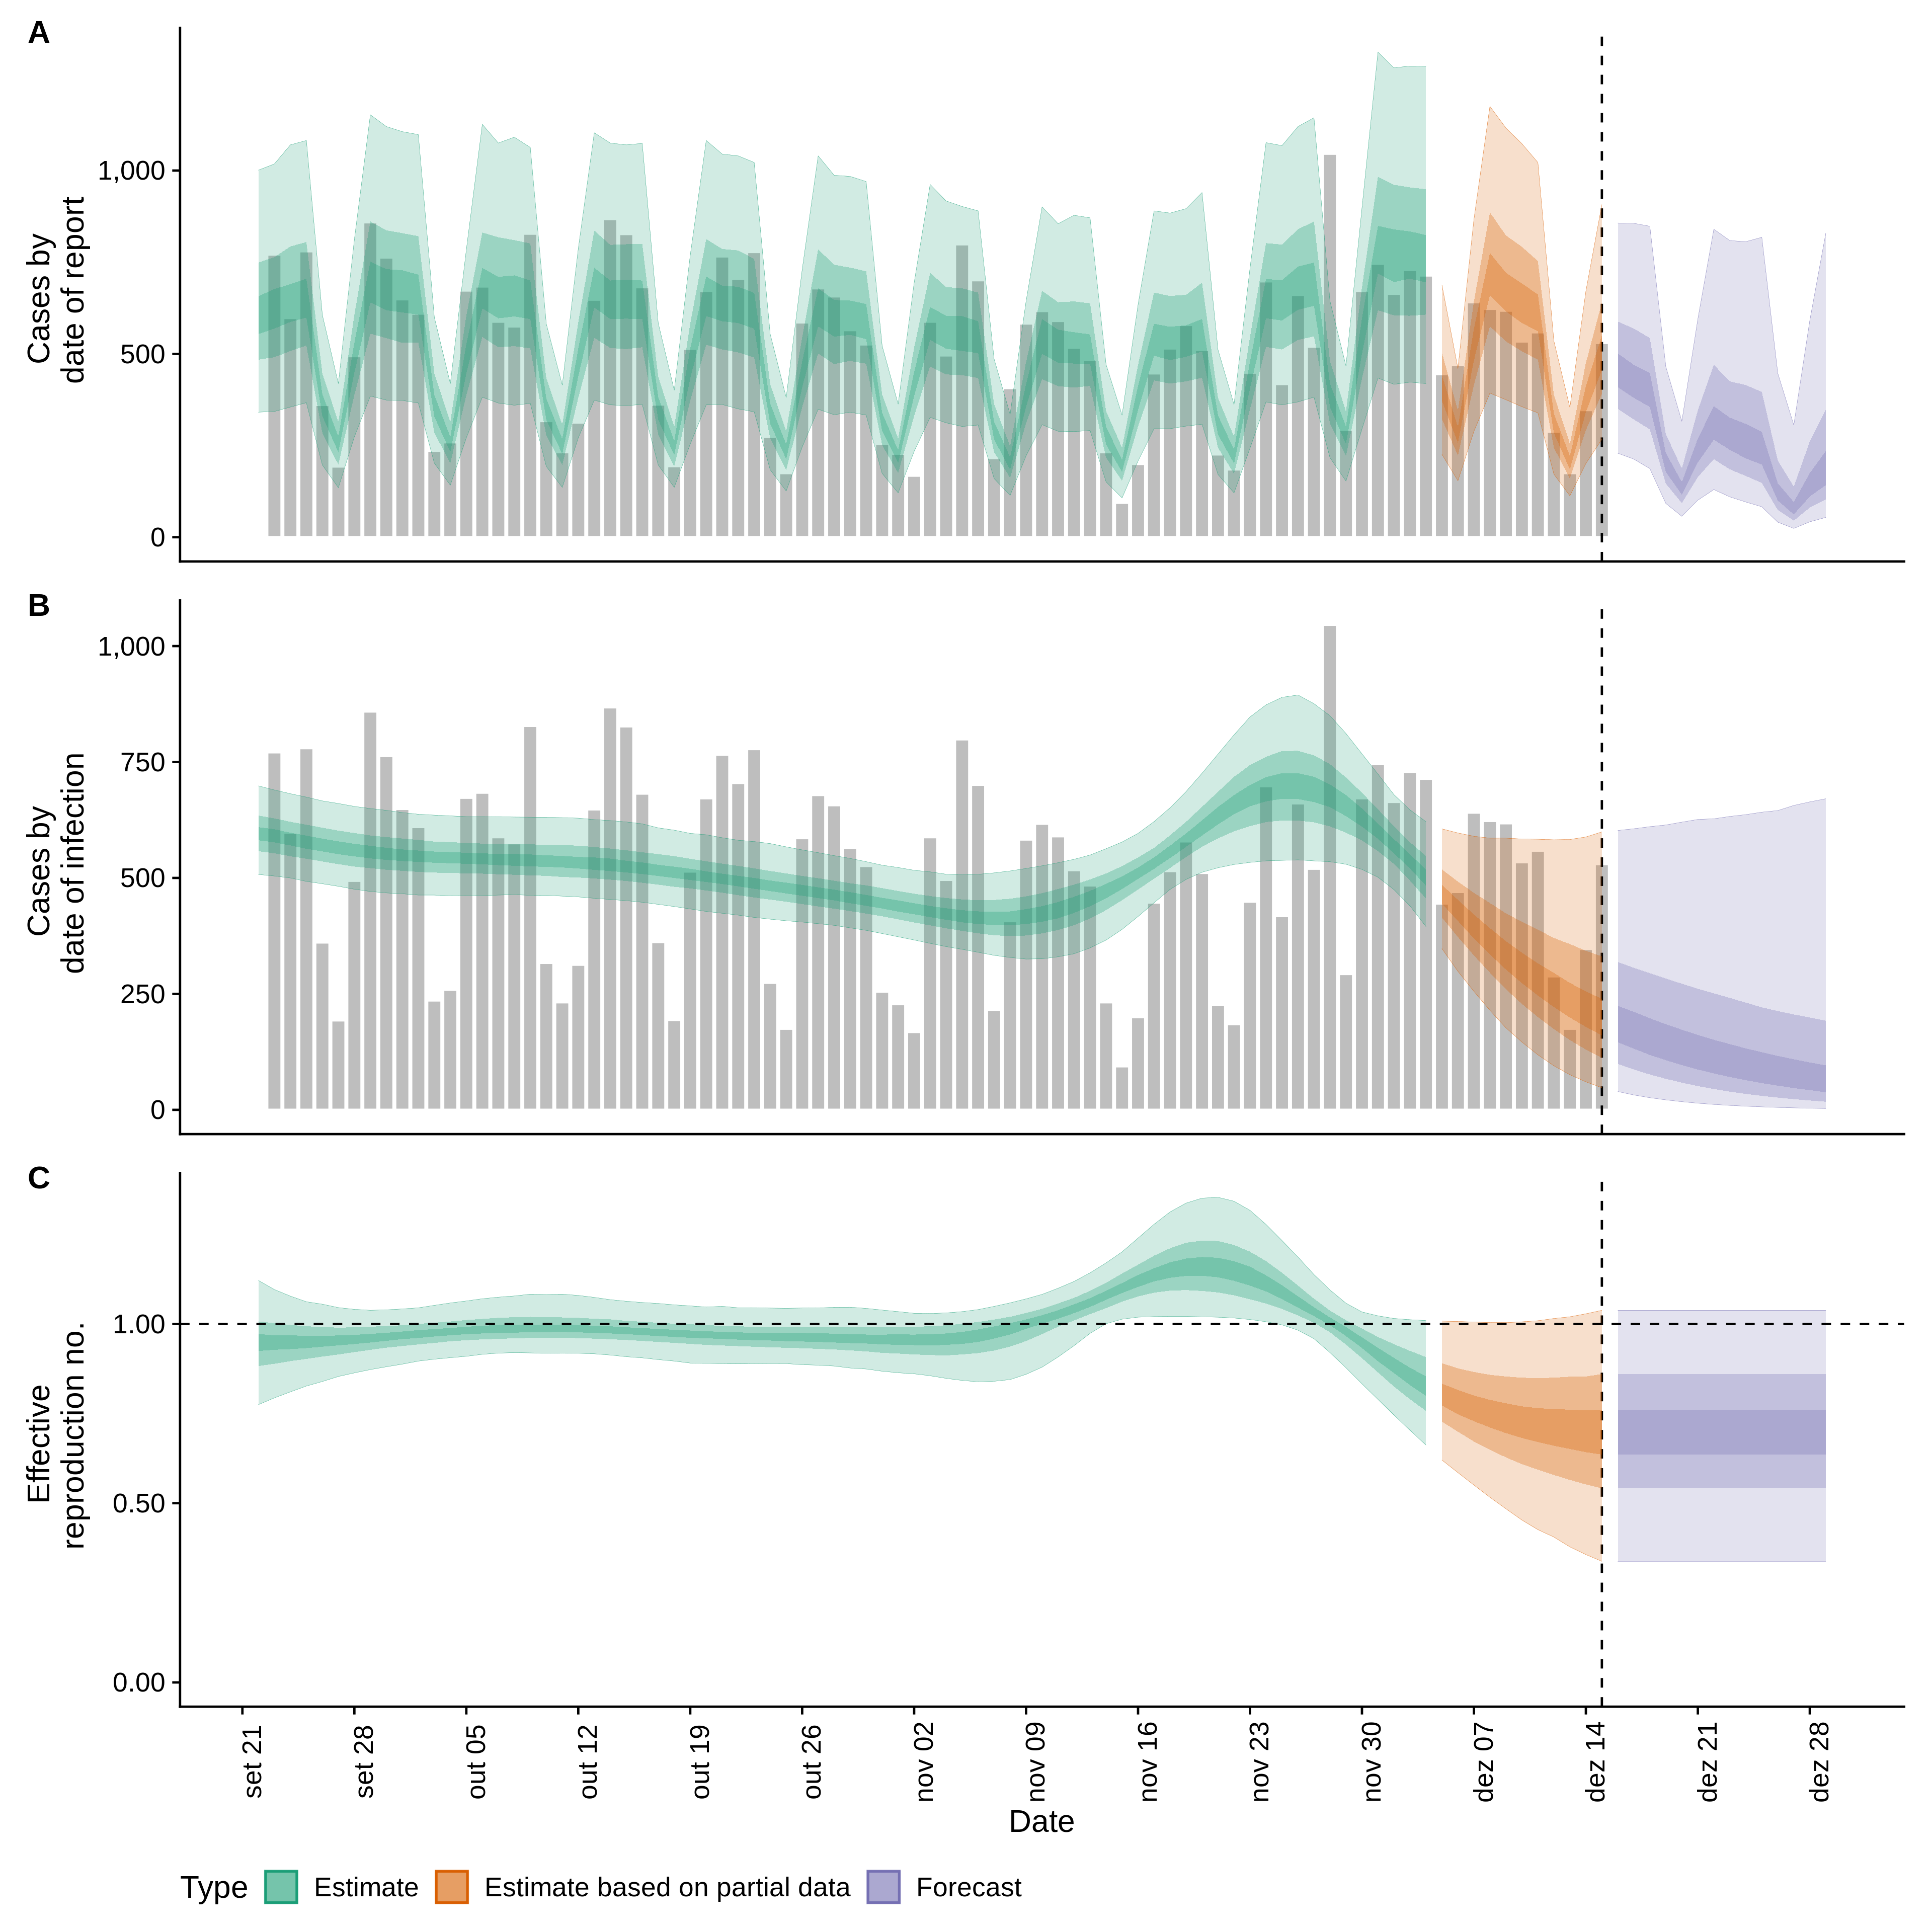 A
Cases by
date of report
1,000
500
0
B
Cases by
date of infection
1,000
750
500
250
0
C
Effective
reproduction no.
1.00
0.50
0.00
set 21
set 28
out 05
out 12
out 19
out 26
nov 02
nov 09
nov 16
nov 23
nov 30
dez 07
dez 14
dez 21
dez 28
Date
Type Estimate Estimate based on partial data Forecast